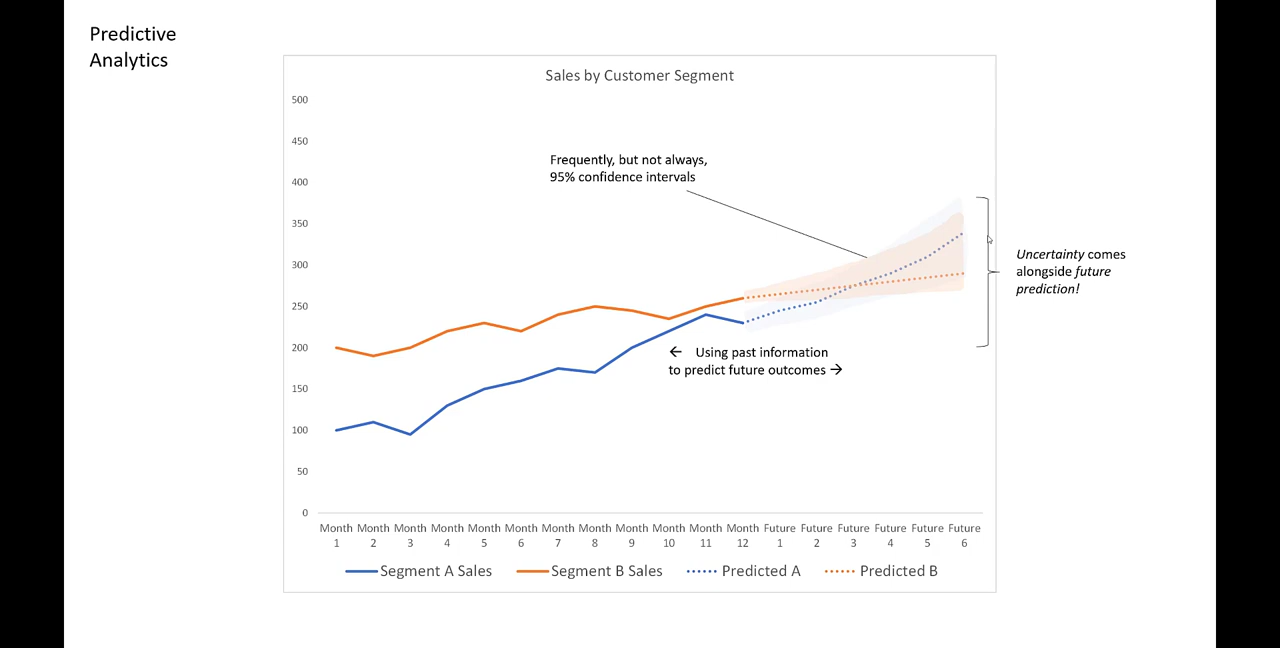 Predictive
Analytics
Sales by Customer Segment
500
450
400
350
300
250
200
150
100
50
0
Frequently, but not always,
95% confidence intervals
Uncertainty comes
alongside future
prediction!
← Using past information
to predict future outcomes →
Month Month Month Month Month Month Month Month Month Month Month Month Future Future Future Future Future Future
1 2 3 4 5 6 7 8 9 10 11 12 1 2 3 4 5 6
Segment A Sales Segment B Sales Predicted A Predicted B